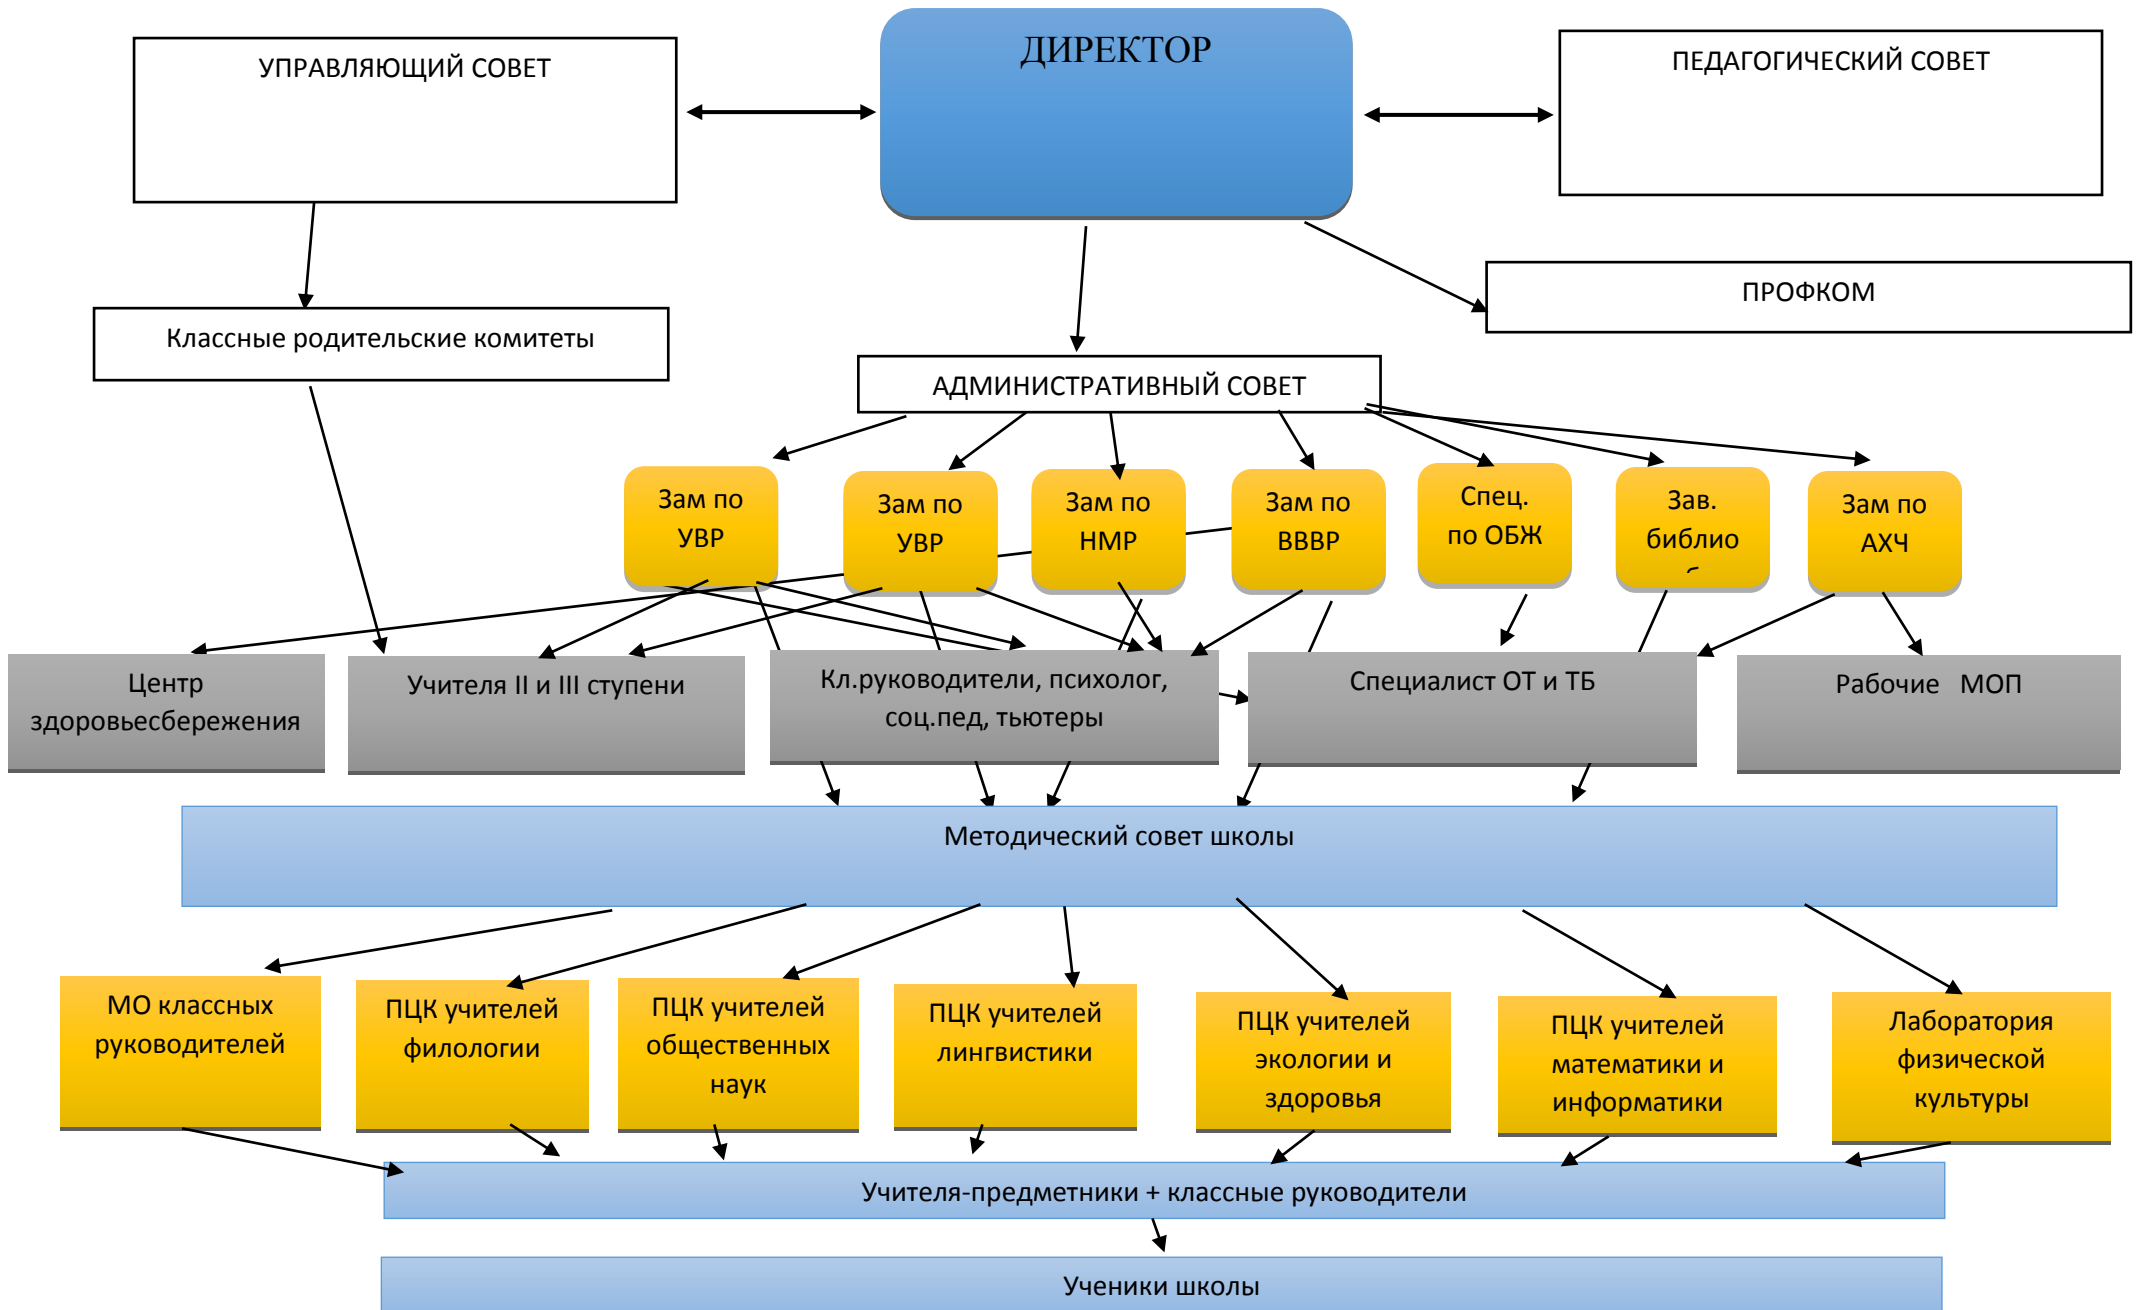 УПРАВЛЯЮЩИЙ СОВЕТ
ДИРЕКТОР
ПЕДАГОГИЧЕСКИЙ СОВЕТ
ПРОФКОМ
Классные родительские комитеты
АДМИНИСТРАТИВНЫЙ СОВЕТ
Зам по
УВР
Зам по
УВР
Зам по
НМР
Зам по
ВВВР
Спец.
по ОБЖ
Зав.
библио
Зам по
АХЧ
Центр
здоровьесбережения
Учителя II и III ступени
Кл.руководители, психолог,
соц.пед, тьютеры
Специалист ОТ и ТБ
Рабочие МОП
Методический совет школы
МО классных
руководителей
ПЦК учителей
филологии
ПЦК учителей
общественных
наук
ПЦК учителей
лингвистики
ПЦК учителей
экологии и
здоровья
ПЦК учителей
математики и
информатики
Лаборатория
физической
культуры
Учителя-предметники + классные руководители
Ученики школы